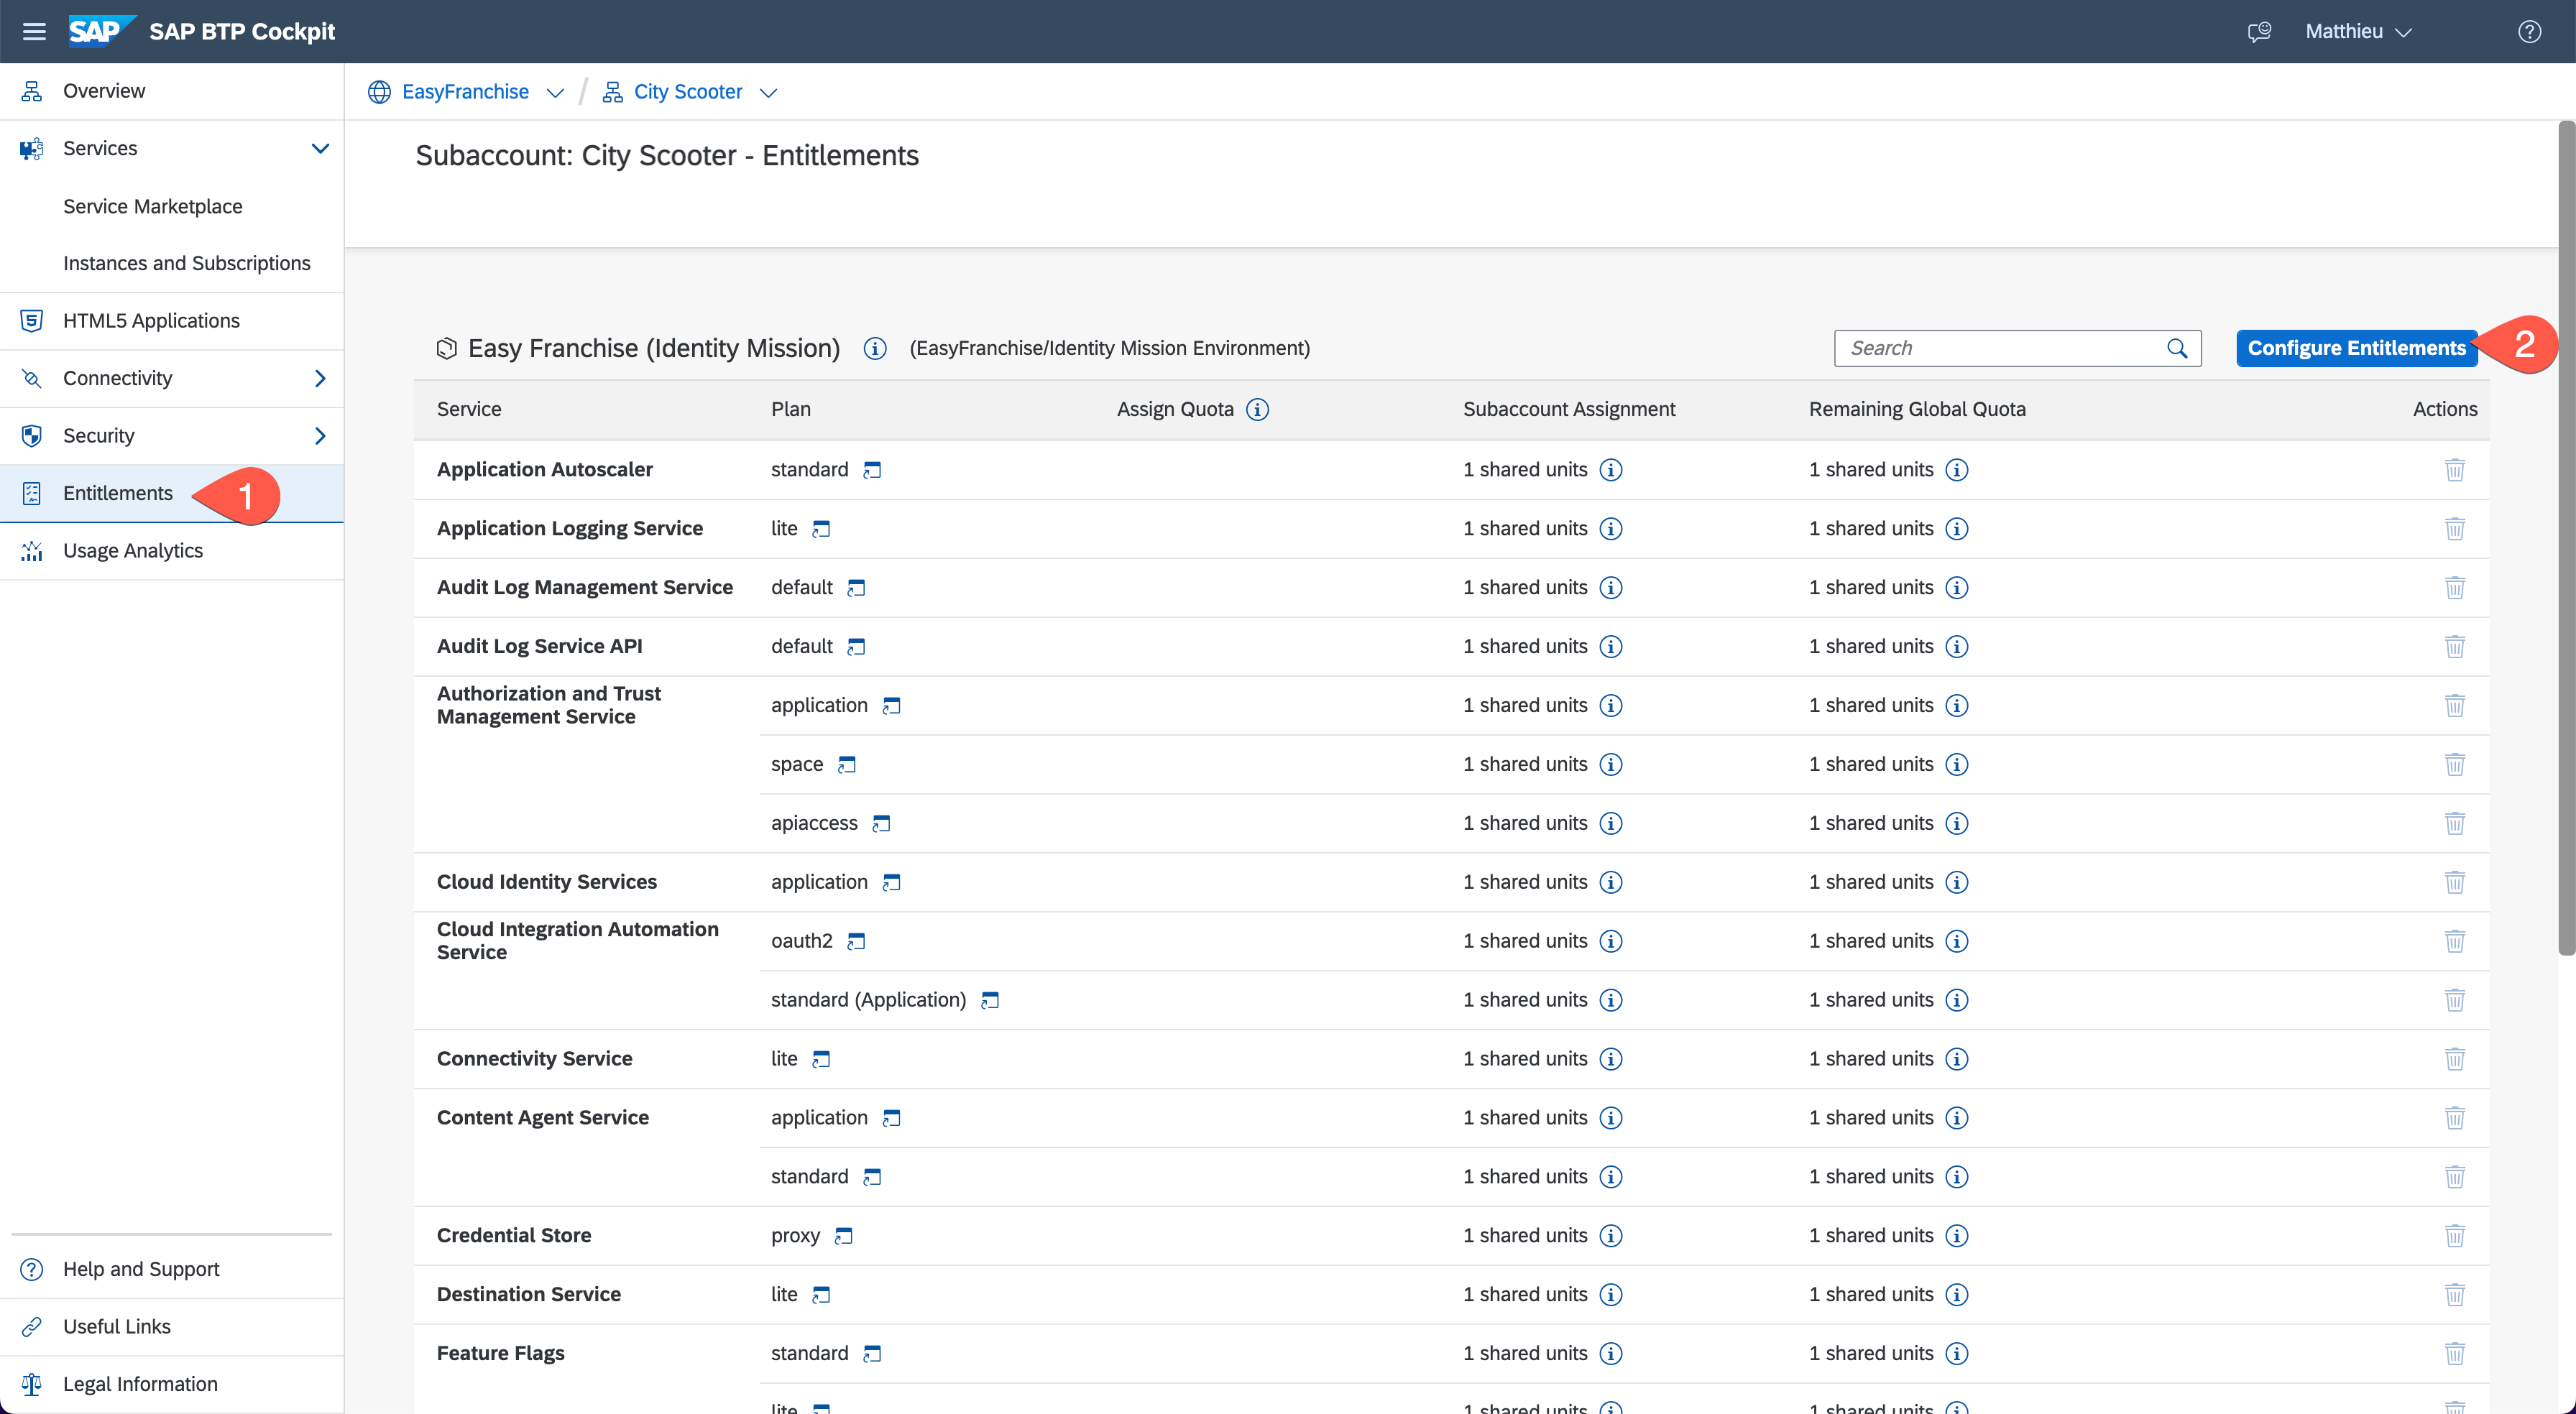 SAP SAP BTP Cockpit Matthieu
Overview
Services
Service Marketplace
Instances and Subscriptions
HTML5 Applications
Connectivity
Security
Entitlements 1
Usage Analytics
Help and Support
Useful Links
Legal Information
EasyFranchise / City Scooter
Subaccount: City Scooter - Entitlements
Easy Franchise (Identity Mission) (EasyFranchise/Identity Mission Environment) Search Configure Entitlements 2
Service Plan Assign Quota Subaccount Assignment Remaining Global Quota Actions
Application Autoscaler standard 1 shared units 1 shared units
Application Logging Service lite 1 shared units 1 shared units
Audit Log Management Service default 1 shared units 1 shared units
Audit Log Service API default 1 shared units 1 shared units
Authorization and Trust
Management Service application 1 shared units 1 shared units
space 1 shared units 1 shared units
apiaccess 1 shared units 1 shared units
Cloud Identity Services application 1 shared units 1 shared units
Cloud Integration Automation
Service oauth2 1 shared units 1 shared units
standard (Application) 1 shared units 1 shared units
Connectivity Service lite 1 shared units 1 shared units
Content Agent Service application 1 shared units 1 shared units
standard 1 shared units 1 shared units
Credential Store proxy 1 shared units 1 shared units
Destination Service lite 1 shared units 1 shared units
Feature Flags standard 1 shared units 1 shared units
lite 1 shared units 1 shared units